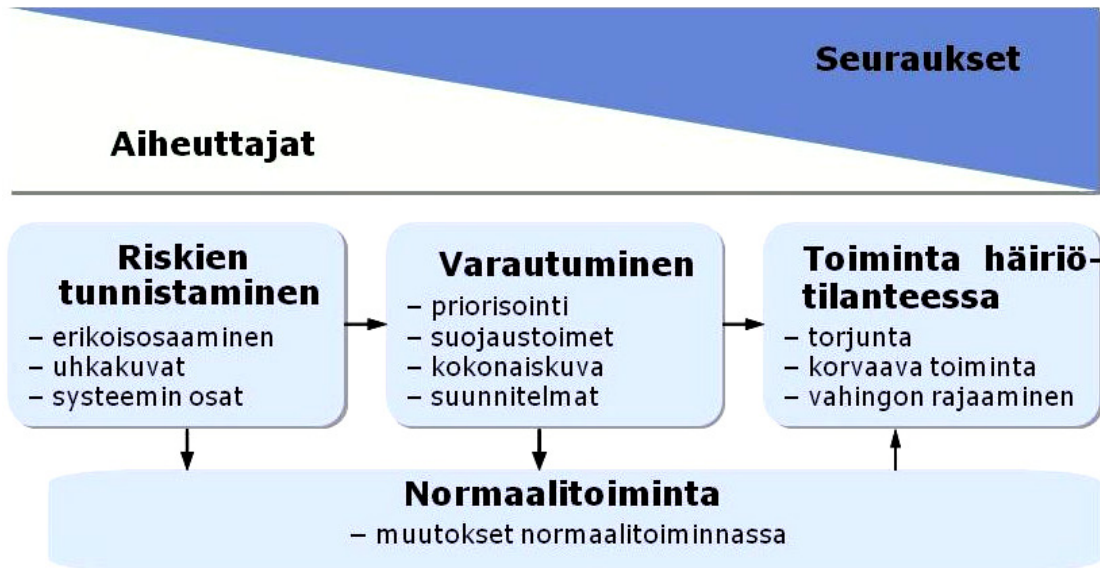 Seuraukset
Aiheuttajat
Riskien
tunnistaminen
– erikoisosaaminen
– uhkakuvat
– systeemin osat
Varautuminen
– priorisointi
– suojaustoimet
– kokonaiskuva
– suunnitelmat
Toiminta häiriö-
tilanteessa
– torjunta
– korvaava toiminta
– vahingon rajaaminen
Normaalitoiminta
– muutokset normaalitoiminnassa